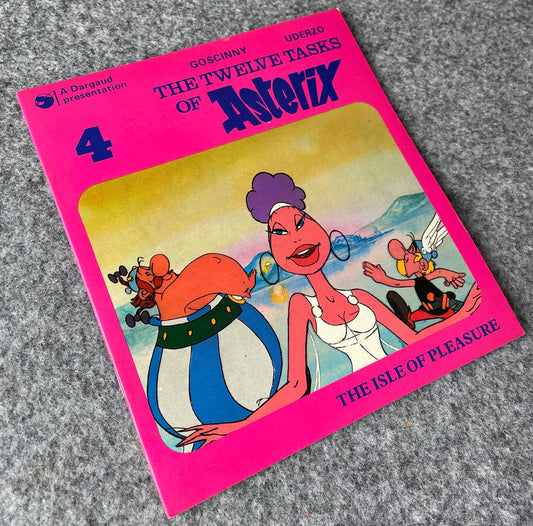 GOSCINNY UDERZO
A Dargaud
presentation
THE TWELVE TASKS
OF Asterix
4
THE ISLE OF PLEASURE